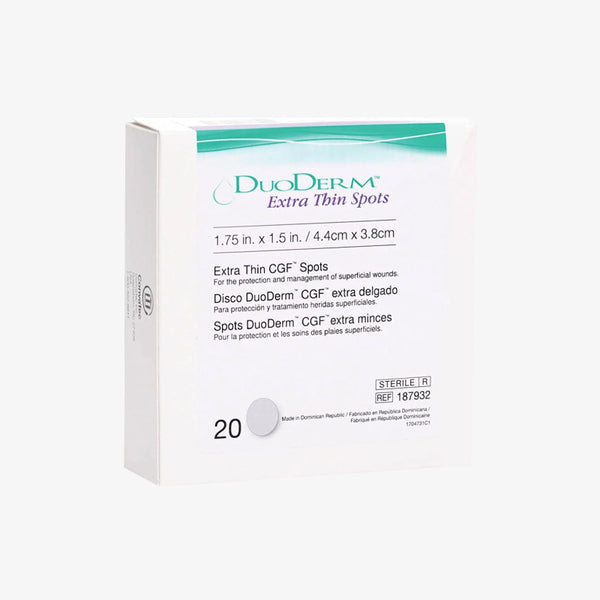 DuoDERM™
Extra Thin Spots
1.75 in. x 1.5 in. / 4.4cm x 3.8cm
Extra Thin CGF™ Spots
For the protection and management of superficial wounds.
Disco DuoDerm™ CGF™ extra delgado
Para protección y tratamiento heridas superficiales.
Spots DuoDerm™ CGF™ extra minces
Pour la protection et les soins des plaies superficiels.
STERILE R
REF 187932
20
Made in Dominican Republic / Fabricado en República Dominicana /
Fabriqué en République Dominicaine
1704731C1
ConvaTec